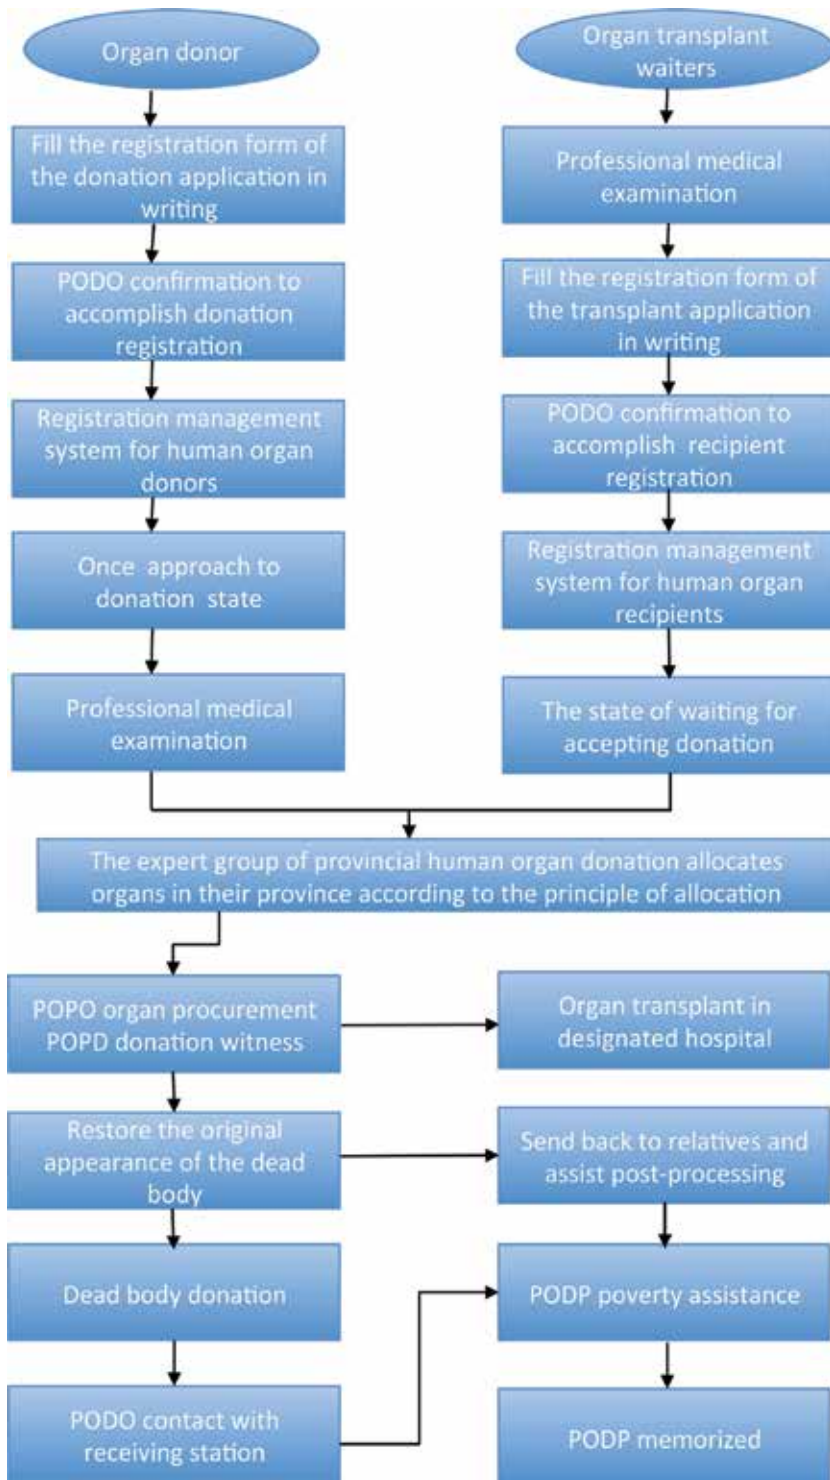 Organ donor
Fill the registration form of
the donation application in
writing
PODO confirmation to
accomplish donation
registration
Registration management
system for human organ
donors
Once approach to
donation state
Professional medical
examination
Organ transplant
waiters
Professional medical
examination
Fill the registration form of
the transplant application
in writing
PODO confirmation to
accomplish recipient
registration
Registration management
system for human organ
recipients
The state of waiting for
accepting donation
The expert group of provincial human organ donation allocates
organs in their province according to the principle of allocation
POPO organ procurement
POPD donation witness
Organ transplant in
designated hospital
Restore the original
appearance of the dead
body
Send back to relatives and
assist post-processing
Dead body donation
PODP poverty assistance
PODO contact with
receiving station
PODP memorized